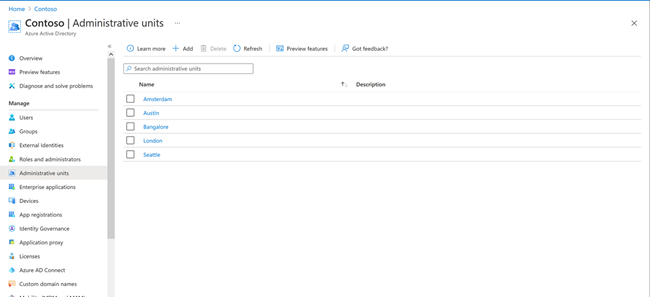 Home > Contoso
Contoso | Administrative units ...
Azure Active Directory
Overview
Preview features
Diagnose and solve problems
Manage
Users
Groups
External Identities
Roles and administrators
Administrative units
Enterprise applications
Devices
App registrations
Identity Governance
Application proxy
Licenses
Azure AD Connect
Custom domain names
Learn more + Add Delete Refresh Preview features Got feedback?
Search administrative units
Name Description
Amsterdam
Austin
Bangalore
London
Seattle